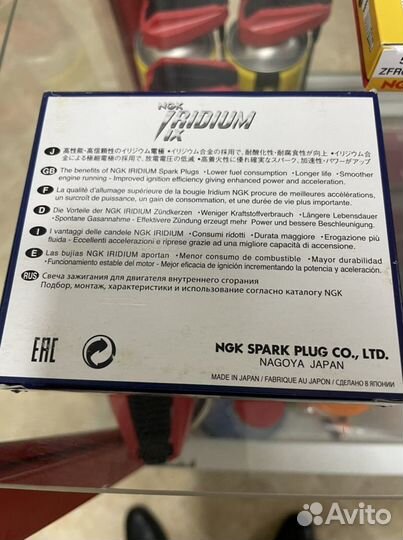 NGK
IRIDIUM
IX
J 高性能・高信頼性のイリジウム電極 ・イリジウム合金の採用で、耐酸化性・耐腐食性が向上 ・イリジウム合
金による極細電極の採用で、放電電圧の低減 ・高着火性に優れ確実なスパーク、加速性・パワーがアップ
GB The benefits of NGK IRIDIUM Spark Plugs ・Lower fuel consumption ・Longer life ・Smoother
engine running - Improved ignition efficiency giving enhanced power and acceleration.
F La qualité d'allumage supérieure de la bougie Iridium NGK procure de meilleures accélérations,
un surcroît de puissance, un gain de consommation, et une durée de vie plus importante.
D Die Vorteile der NGK IRIDIUM Zündkerzen ・Weniger Kraftstoffverbrauch ・Längere Lebensdauer
・Spontane Gasannahme - Effektivere Zündung erzeugt mehr Power und bessere Beschleunigung.
I I vantaggi delle candele NGK IRIDIUM ・Consumi ridotti ・Durata maggiore ・Erogazione più
fluida - Eccellenti accelerazioni e riprese grazie ad una migliore capacità di accensione.
E Las bujías NGK IRIDIUM aportan ・Menor consumo de combustible ・Mayor durabilidad
・Funcionamiento estable del motor - Mejor eficacia de ignición incrementando la potencia y aceleración.
RUS Свеча зажигания для двигателя внутреннего сгорания
Подбор, монтаж, характеристики и использование согласно каталогу NGK
EAC
NGK SPARK PLUG CO., LTD.
NAGOYA JAPAN
MADE IN JAPAN / FABRIQUE AU JAPON / СДЕЛАНО В ЯПОНИИ
Avito